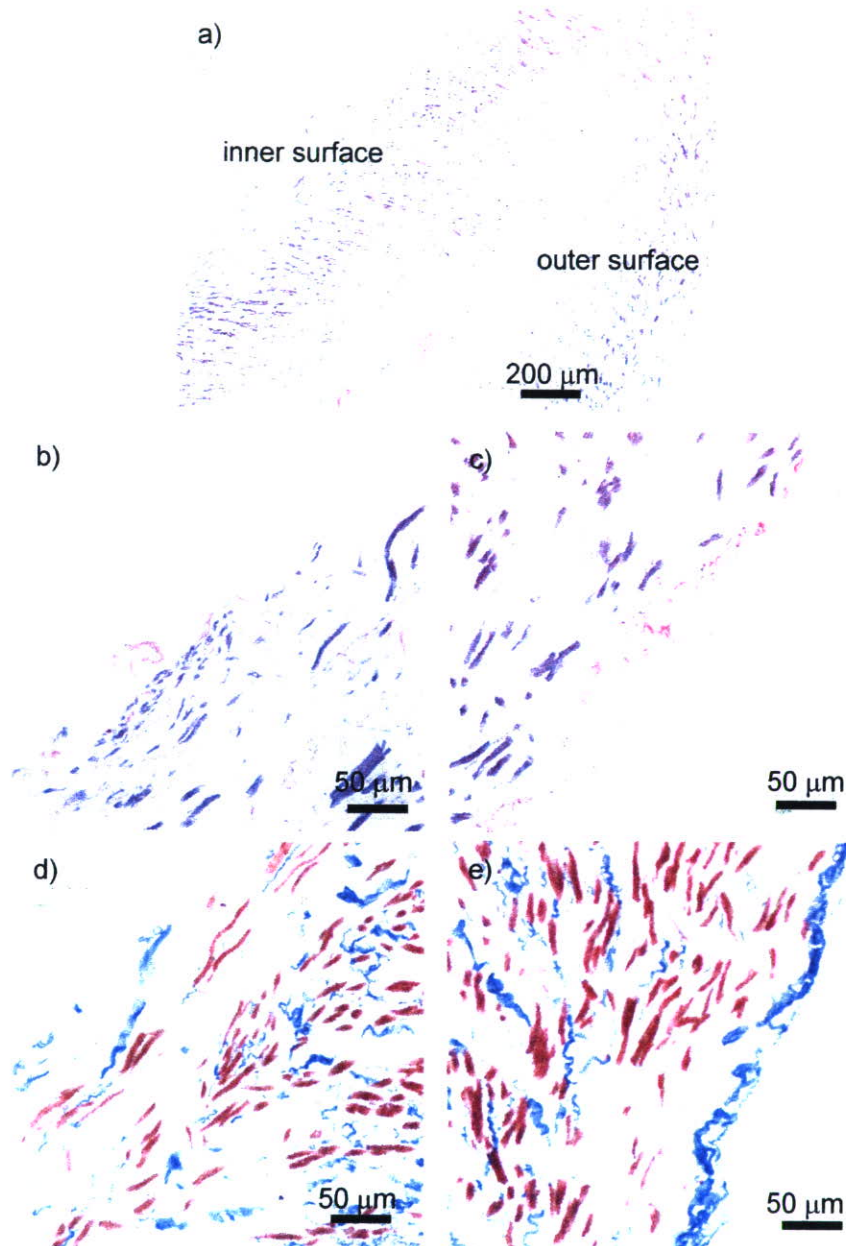 a)
inner surface
outer surface
200 μm
b)
c)
50 μm
50 μm
d)
e)
50 μm
50 μm